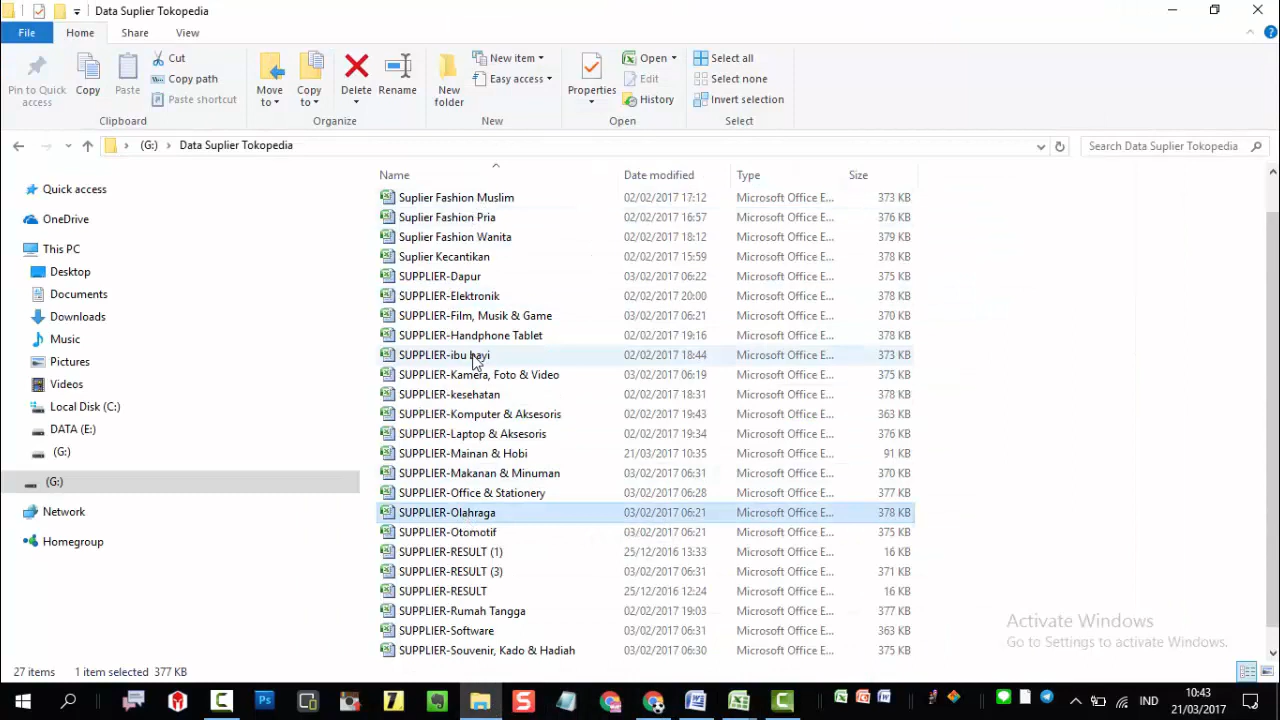 Data Suplier Tokopedia
File Home Share View
Pin to Quick access
Copy
Paste
Cut
Copy path
Paste shortcut
Clipboard
Move to
Copy to
Delete
Rename
Organize
New folder
New item
Easy access
New
Properties
Open
Edit
History
Open
Select all
Select none
Invert selection
Select
(G:) › Data Suplier Tokopedia
Search Data Suplier Tokopedia
Quick access
OneDrive
This PC
Desktop
Documents
Downloads
Music
Pictures
Videos
Local Disk (C:)
DATA (E:)
(G:)
(G:)
Network
Homegroup
Name Date modified Type Size
Suplier Fashion Muslim 02/02/2017 17:12 Microsoft Office E... 373 KB
Suplier Fashion Pria 02/02/2017 16:57 Microsoft Office E... 376 KB
Suplier Fashion Wanita 02/02/2017 18:12 Microsoft Office E... 379 KB
Suplier Kecantikan 02/02/2017 15:59 Microsoft Office E... 378 KB
SUPPLIER-Dapur 03/02/2017 06:22 Microsoft Office E... 375 KB
SUPPLIER-Elektronik 02/02/2017 20:00 Microsoft Office E... 378 KB
SUPPLIER-Film, Musik & Game 03/02/2017 06:21 Microsoft Office E... 370 KB
SUPPLIER-Handphone Tablet 02/02/2017 19:16 Microsoft Office E... 378 KB
SUPPLIER-ibu bayi 02/02/2017 18:44 Microsoft Office E... 373 KB
SUPPLIER-Kamera, Foto & Video 03/02/2017 06:19 Microsoft Office E... 375 KB
SUPPLIER-kesehatan 02/02/2017 18:31 Microsoft Office E... 378 KB
SUPPLIER-Komputer & Aksesoris 02/02/2017 19:43 Microsoft Office E... 363 KB
SUPPLIER-Laptop & Aksesoris 02/02/2017 19:34 Microsoft Office E... 376 KB
SUPPLIER-Mainan & Hobi 21/03/2017 10:35 Microsoft Office E... 91 KB
SUPPLIER-Makanan & Minuman 03/02/2017 06:31 Microsoft Office E... 370 KB
SUPPLIER-Office & Stationery 03/02/2017 06:28 Microsoft Office E... 377 KB
SUPPLIER-Olahraga 03/02/2017 06:21 Microsoft Office E... 378 KB
SUPPLIER-Otomotif 03/02/2017 06:21 Microsoft Office E... 375 KB
SUPPLIER-RESULT (1) 25/12/2016 13:33 Microsoft Office E... 16 KB
SUPPLIER-RESULT (3) 03/02/2017 06:31 Microsoft Office E... 371 KB
SUPPLIER-RESULT 25/12/2016 12:24 Microsoft Office E... 16 KB
SUPPLIER-Rumah Tangga 02/02/2017 19:03 Microsoft Office E... 377 KB
SUPPLIER-Software 03/02/2017 06:31 Microsoft Office E... 363 KB
SUPPLIER-Souvenir, Kado & Hadiah 03/02/2017 06:30 Microsoft Office E... 375 KB
Activate Windows
Go to Settings to activate Windows.
27 items 1 item selected 377 KB
IND
10:43
21/03/2017